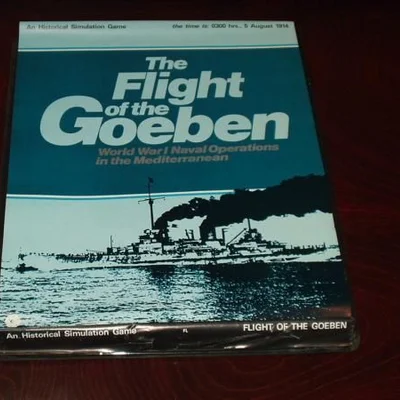 An Historical Simulation Game the time is 0300 hrs., 5 August 1914
The
Flight
of the
Goeben
World War I Naval Operations
in the Mediterranean
An Historical Simulation Game FLIGHT OF THE GOEBEN